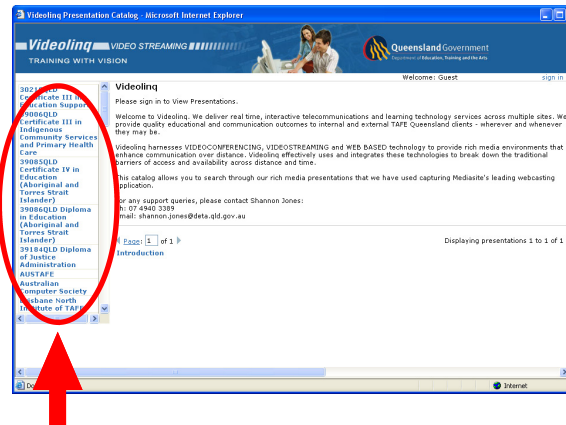 Videolinq Presentation Catalog - Microsoft Internet Explorer
Videolinq VIDEO STREAMING
TRAINING WITH VISION
Queensland Government
Department of Education, Training and the Arts
Welcome: Guest sign in
30218QLD
Certificate III in
Education Support
39006QLD
Certificate III in
Indigenous
Community Services
and Primary Health
Care
39085QLD
Certificate IV in
Education
(Aboriginal and
Torres Strait
Islander)
39086QLD Diploma
in Education
(Aboriginal and
Torres Strait
Islander)
39184QLD Diploma
of Justice
Administration
AUSTAFE
Australian
Computer Society
Brisbane North
Institute of TAFE
Videolinq
Please sign in to View Presentations.
Welcome to Videolinq. We deliver real time, interactive telecommunications and learning technology services across multiple sites. We
provide quality educational and communication outcomes to internal and external TAFE Queensland clients - wherever and whenever
they may be.
Videolinq harnesses VIDEOCONFERENCING, VIDEOSTREAMING and WEB BASED technology to provide rich media environments that
enhance communication over distance. Videolinq effectively uses and integrates these technologies to break down the traditional
barriers of access and availability across distance and time.
This catalog allows you to search through our rich media presentations that we have used capturing Mediasite's leading webcasting
application.
For any support queries, please contact Shannon Jones:
Ph: 07 4940 3389
Email: shannon.jones@deta.qld.gov.au
Page: 1 of 1 Displaying presentations 1 to 1 of 1
Introduction
Internet